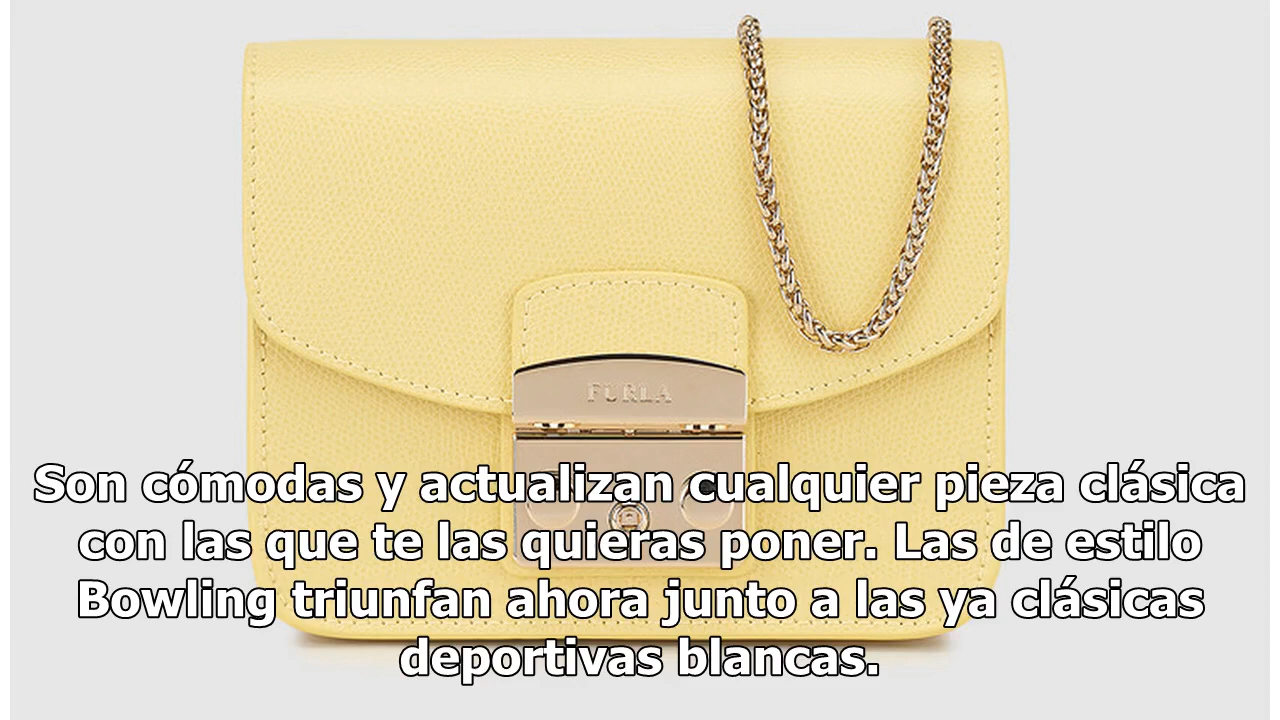 FURLA
Son cómodas y actualizan cualquier pieza clásica
con las que te las quieras poner. Las de estilo
Bowling triunfan ahora junto a las ya clásicas
deportivas blancas.